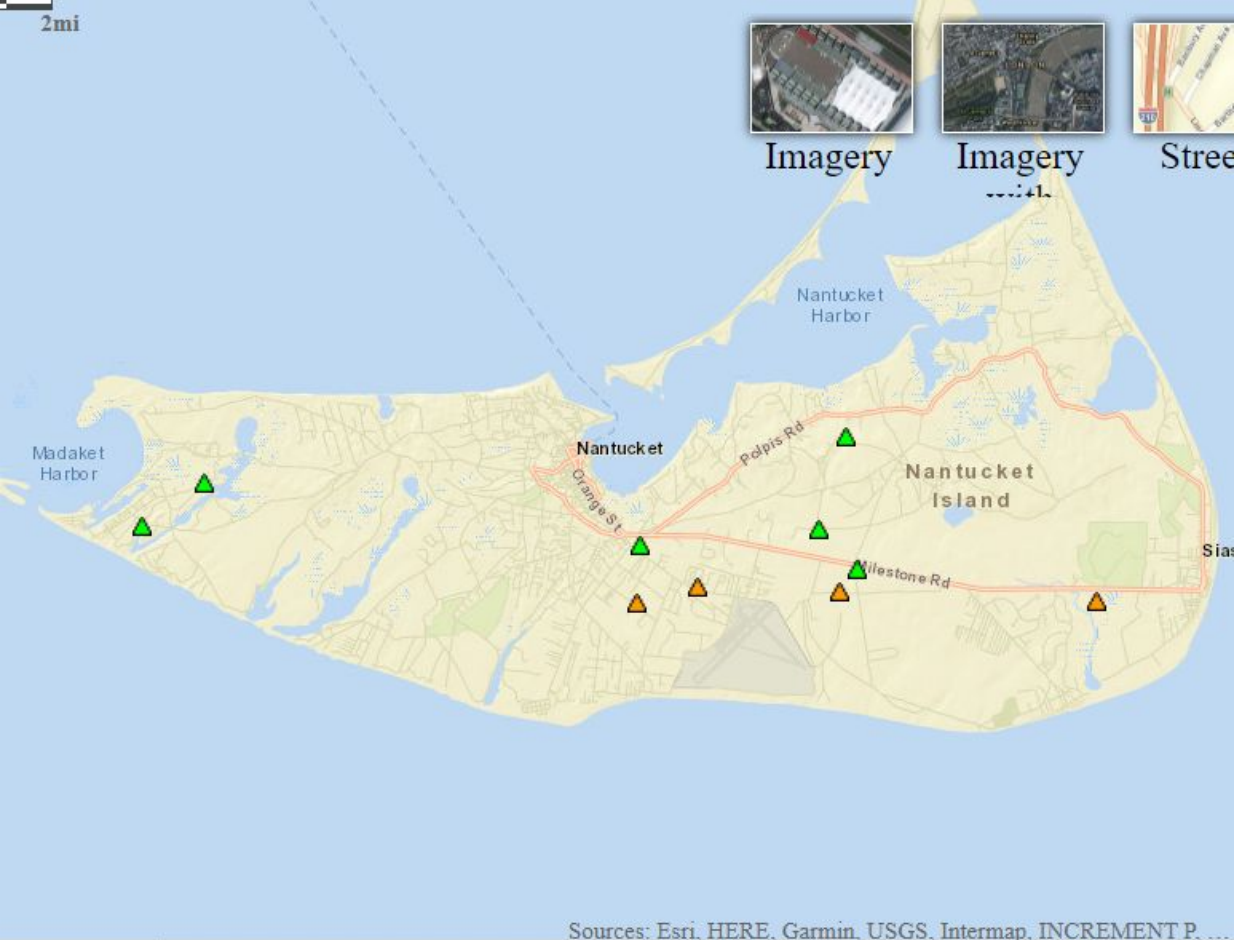 2mi
Imagery
Imagery
with
Stree
Nantucket
Harbor
Madaket
Harbor
Nantucket
Orange St
Polpis Rd
Nantucket
Island
Sias
Milestone Rd
Sources: Esri, HERE, Garmin, USGS, Intermap, INCREMENT P, ...